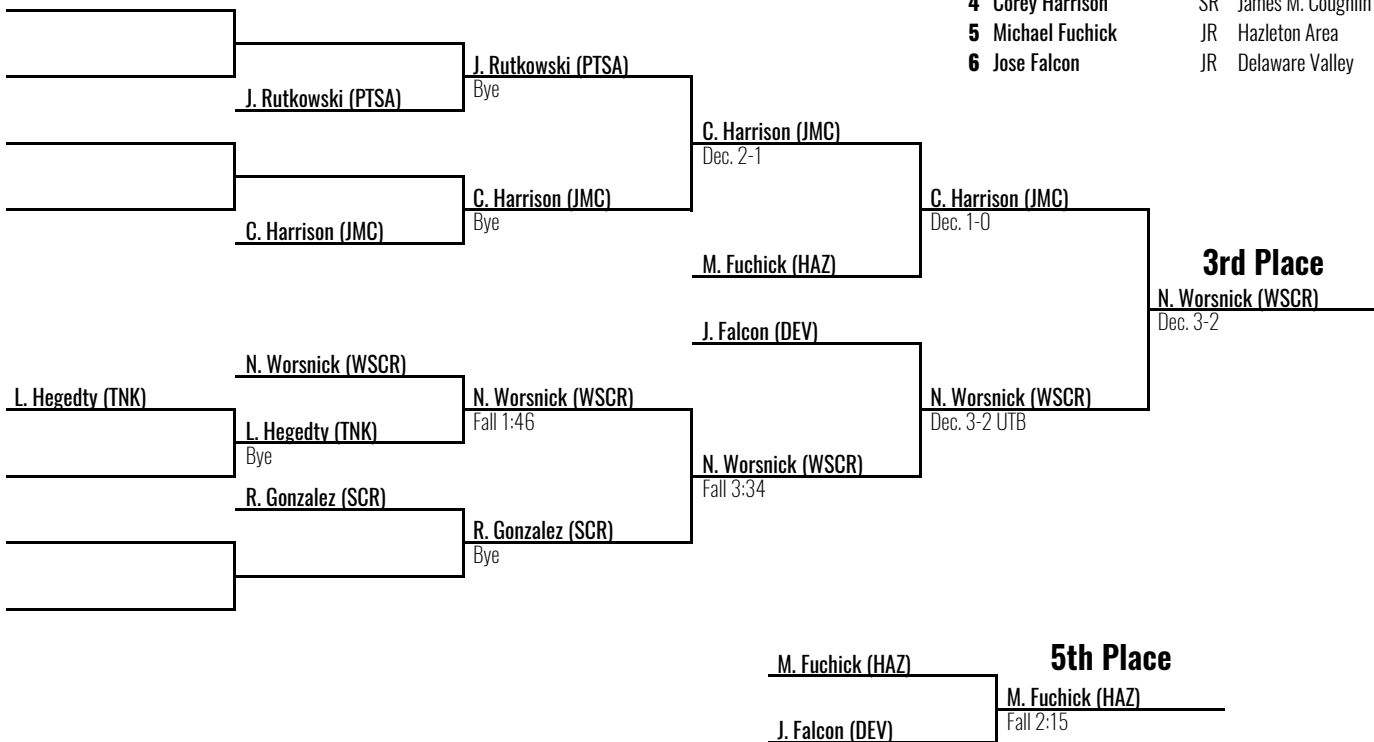 4 Corey Harrison SR James M. Coughlin
5 Michael Fuchick JR Hazleton Area
6 Jose Falcon JR Delaware Valley
J. Rutkowski (PTSA)
J. Rutkowski (PTSA)
Bye
C. Harrison (JMC)
Dec. 2-1
C. Harrison (JMC)
Bye
C. Harrison (JMC)
C. Harrison (JMC)
Dec. 1-0
M. Fuchick (HAZ)
3rd Place
N. Worsnick (WSCR)
Dec. 3-2
J. Falcon (DEV)
N. Worsnick (WSCR)
L. Hegedty (TNK)
N. Worsnick (WSCR)
Fall 1:46
N. Worsnick (WSCR)
Dec. 3-2 UTB
L. Hegedty (TNK)
Bye
N. Worsnick (WSCR)
Fall 3:34
R. Gonzalez (SCR)
R. Gonzalez (SCR)
Bye
5th Place
M. Fuchick (HAZ)
M. Fuchick (HAZ)
Fall 2:15
J. Falcon (DEV)